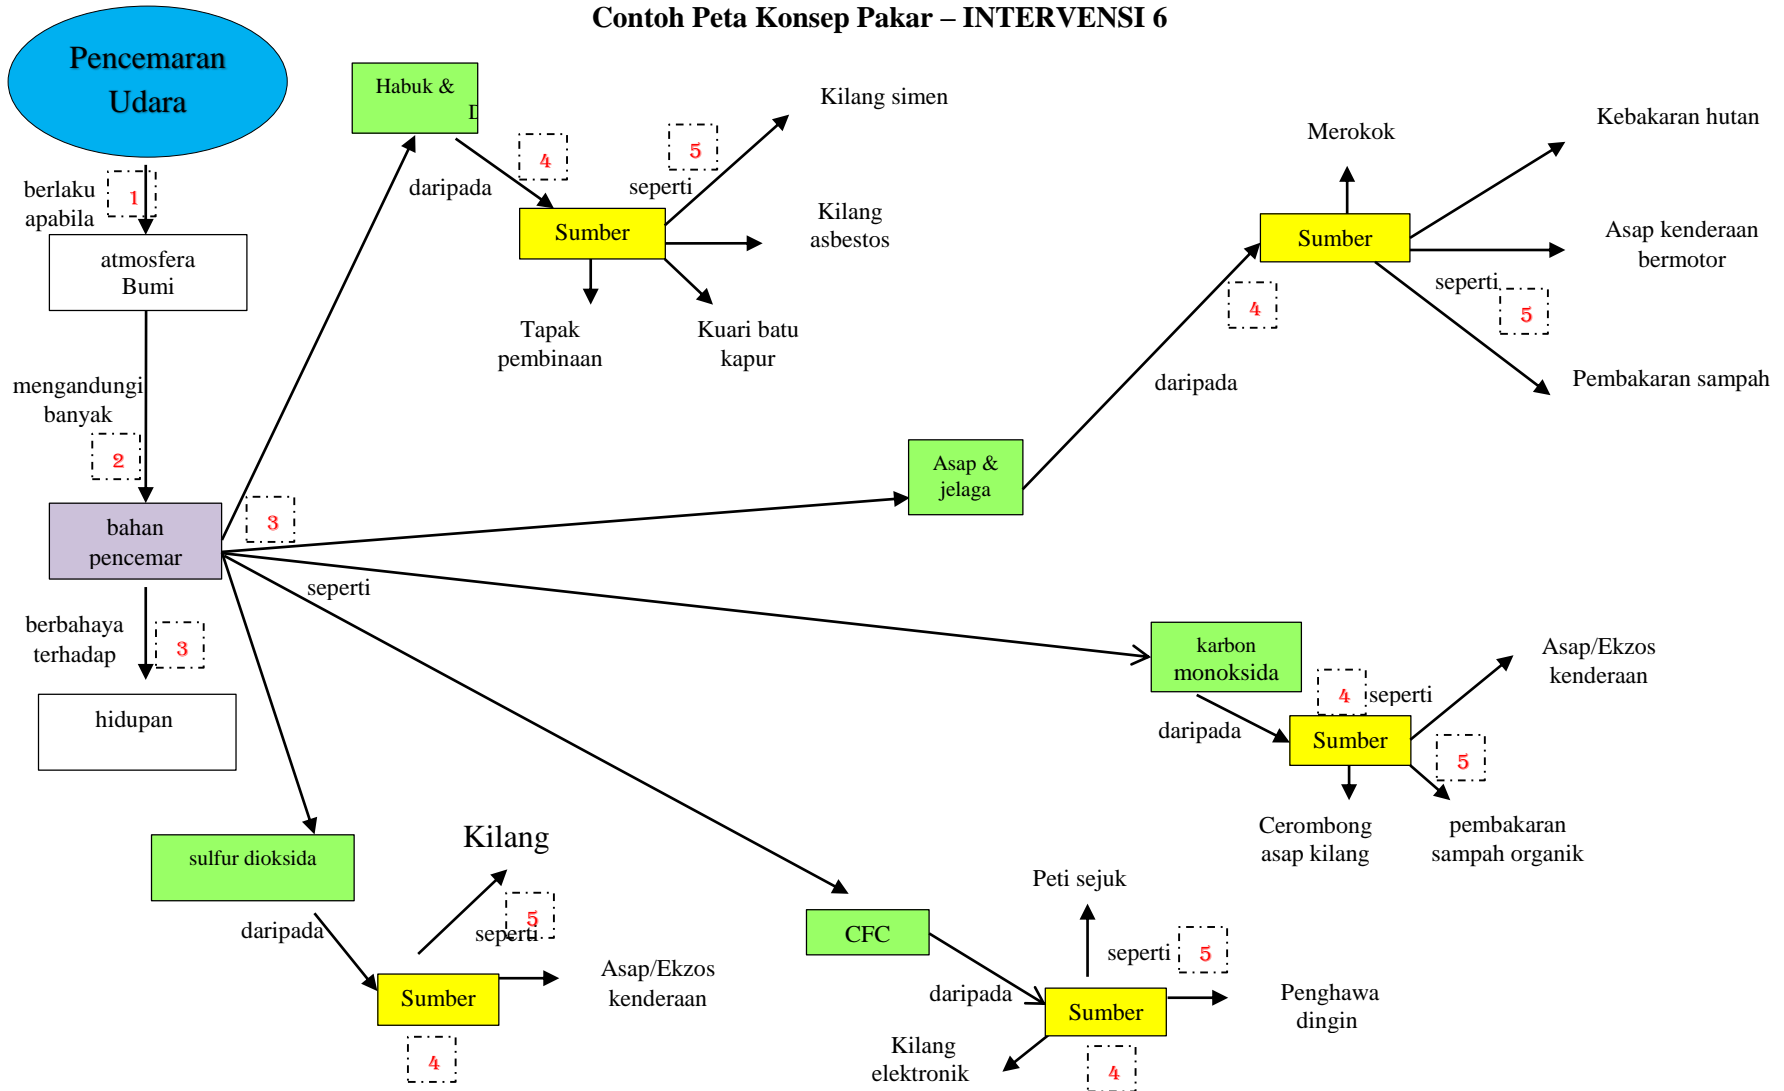 Contoh Peta Konsep Pakar – INTERVENSI 6
Pencemaran
Udara
berlaku
apabila
1
atmosfera
Bumi
mengandungi
banyak
2
bahan
pencemar
3
berbahaya
terhadap
3
hidupan
seperti
Habuk &
daripada
4
Sumber
seperti
5
Kilang simen
Kilang
asbestos
Kuari batu
kapur
Tapak
pembinaan
Asap &
jelaga
daripada
4
Sumber
Merokok
Kebakaran hutan
Asap kenderaan
bermotor
seperti
5
Pembakaran sampah
karbon
monoksida
daripada
4
seperti
Sumber
5
Asap/Ekzos
kenderaan
Cerombong
asap kilang
pembakaran
sampah organik
sulfur dioksida
daripada
Sumber
4
Kilang
5
seperti
Asap/Ekzos
kenderaan
CFC
daripada
Sumber
4
Peti sejuk
seperti
5
Penghawa
dingin
Kilang
elektronik